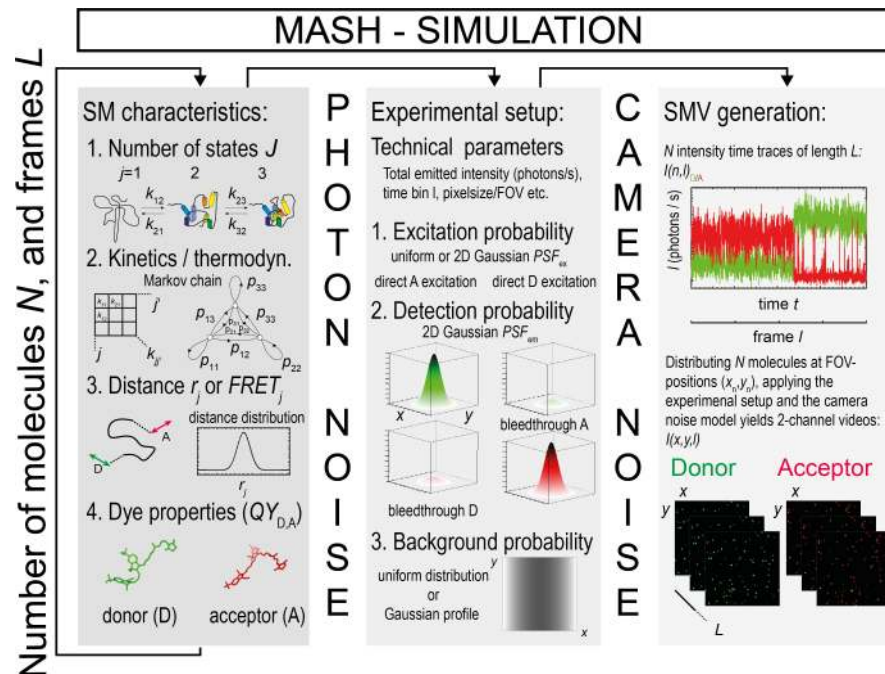 MASH - SIMULATION
Number of molecules N, and frames L
SM characteristics:
1. Number of states J
j=1 2 3
k12 k23
k21 k32
2. Kinetics / thermodyn.
Markov chain
p33
p13 p33
p12
p11 p22
j'
j kjj'
3. Distance rj or FRETj
distance distribution
A
D
rj
4. Dye properties (QYD,A)
donor (D) acceptor (A)
PHOTON NOISE
Experimental setup:
Technical parameters
Total emitted intensity (photons/s),
time bin l, pixelsize/FOV etc.
1. Excitation probability
uniform or 2D Gaussian PSFex
direct A excitation direct D excitation
2. Detection probability
2D Gaussian PSFem
x y
bleedthrough A
bleedthrough D
3. Background probability
uniform distribution
or
Gaussian profile
y
x
CAMERA NOISE
SMV generation:
N intensity time traces of length L:
I(n,l)D/A
I (photons / s)
time t
frame l
Distributing N molecules at FOV-
positions (xn,yn), applying the
experimenal setup and the camera
noise model yields 2-channel videos:
I(x,y,l)
Donor Acceptor
x x
y y
L